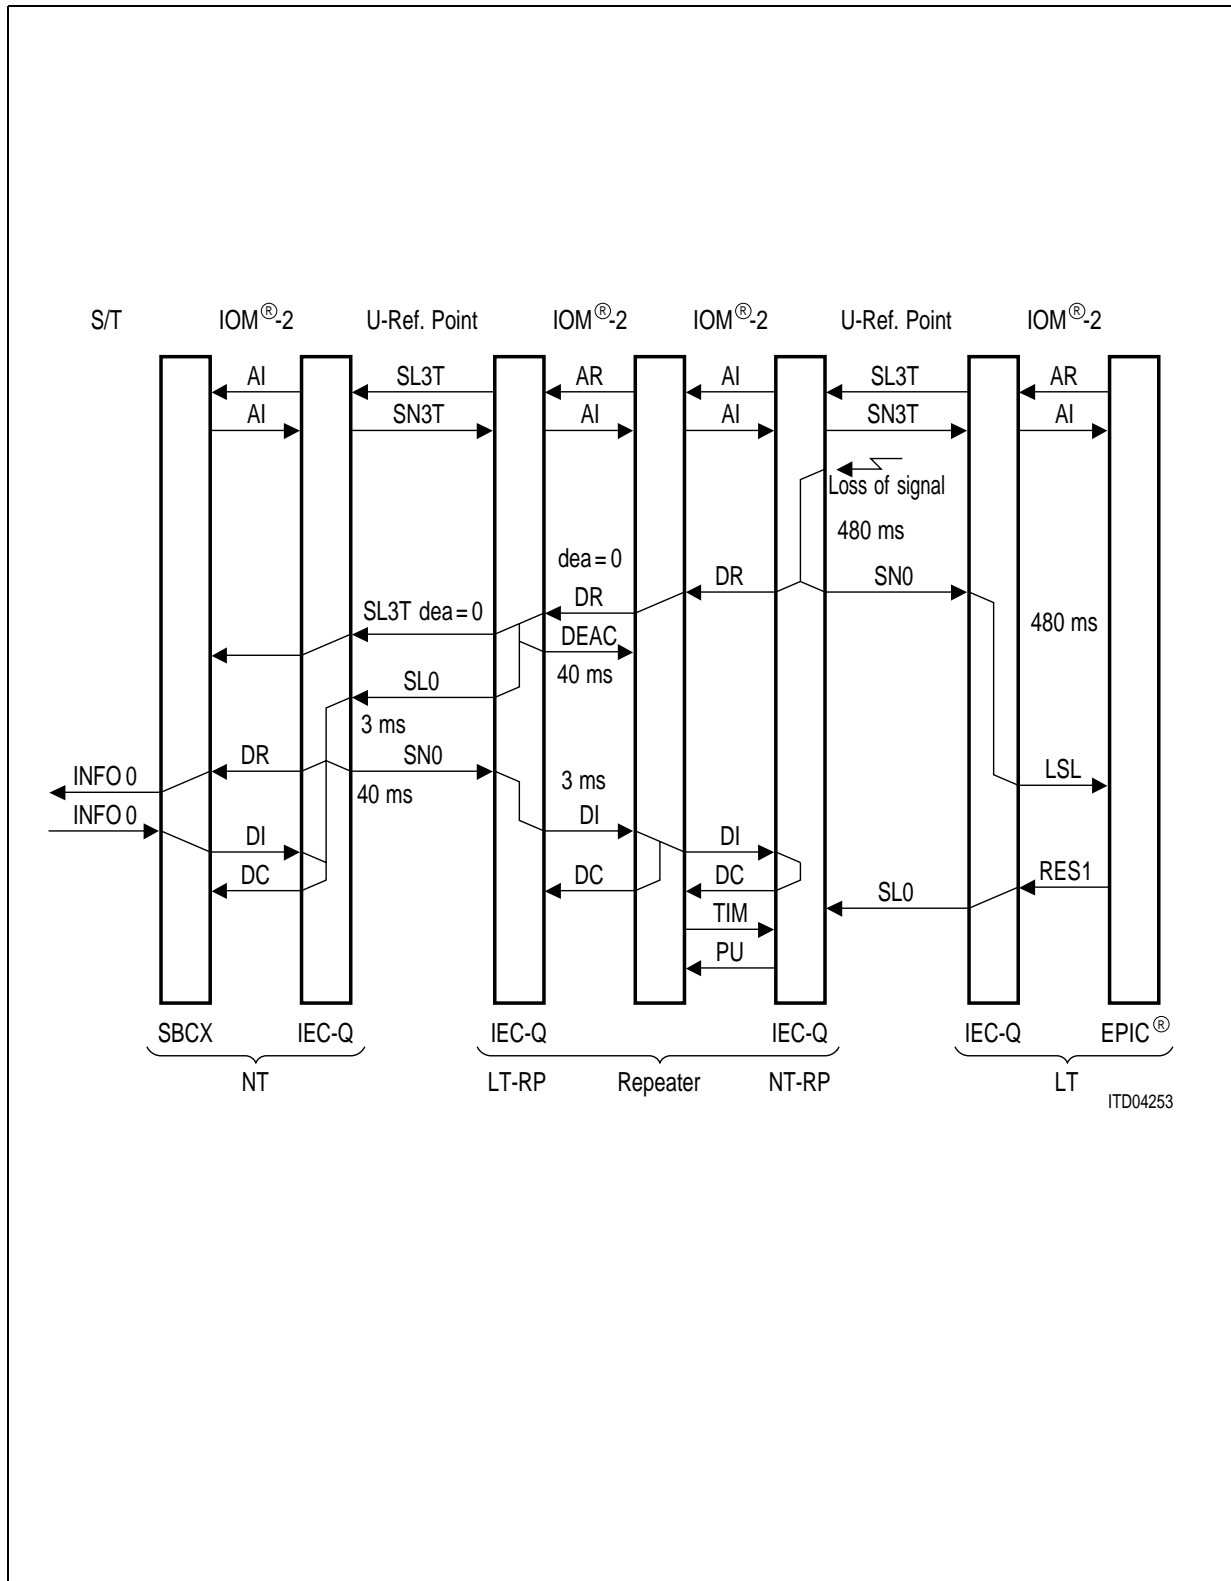 S/T IOM®-2 U-Ref. Point IOM®-2 IOM®-2 U-Ref. Point IOM®-2
AI SL3T AR AI SL3T AR
AI SN3T AI AI SN3T AI
Loss of signal
480 ms
dea = 0
DR SN0
DR
SL3T dea = 0
480 ms
DEAC
40 ms
SL0
3 ms
DR SN0
3 ms
LSL
INFO 0
40 ms
INFO 0
DI
DI DI
DC DC DC
RES1
SL0
TIM
PU
SBCX IEC-Q IEC-Q IEC-Q IEC-Q EPIC®
NT LT-RP Repeater NT-RP LT
ITD04253